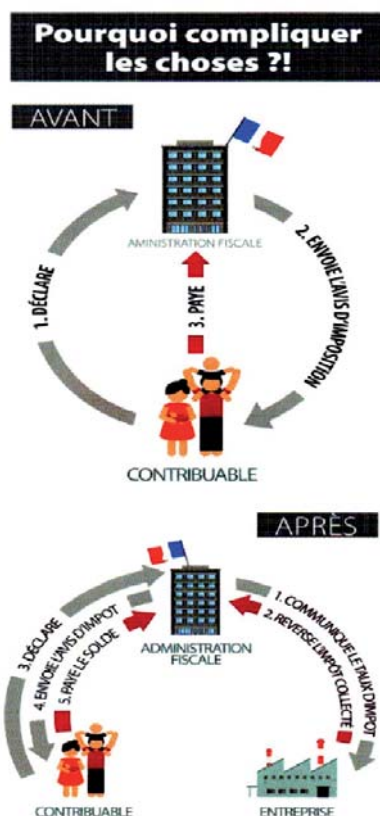 Pourquoi compliquer
les choses ?!
AVANT
AMINISTRATION FISCALE
1. DÉCLARE
2. ENVOIE L'AVIS D'IMPOSITION
3. PAYE
CONTRIBUABLE
APRÈS
ADMINISTRATION
FISCALE
1. COMMUNIQUE LE TAUX D'IMPOT
2. REVERSE L'IMPÔT COLLECTÉ
3. DÉCLARE
4. ENVOIE L'AVIS D'IMPOT
5. PAYE LE SOLDE
CONTRIBUABLE
ENTREPRISE